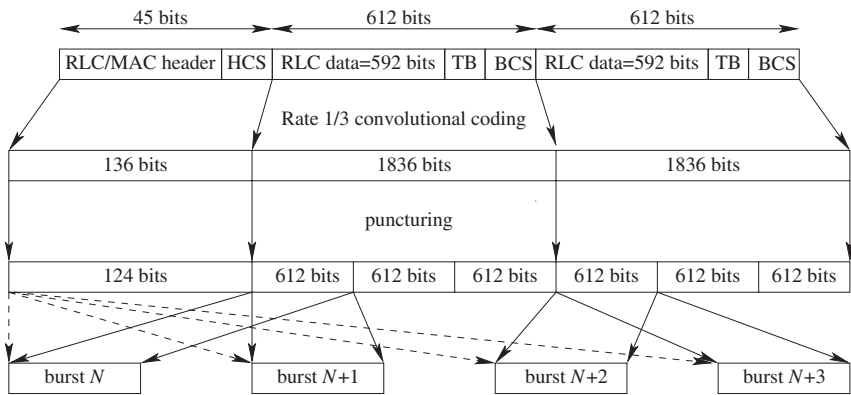 45 bits 612 bits 612 bits
RLC/MAC header HCS RLC data=592 bits TB BCS RLC data=592 bits TB BCS
Rate 1/3 convolutional coding
136 bits 1836 bits 1836 bits
puncturing
124 bits 612 bits 612 bits 612 bits 612 bits 612 bits 612 bits
burst N burst N+1 burst N+2 burst N+3